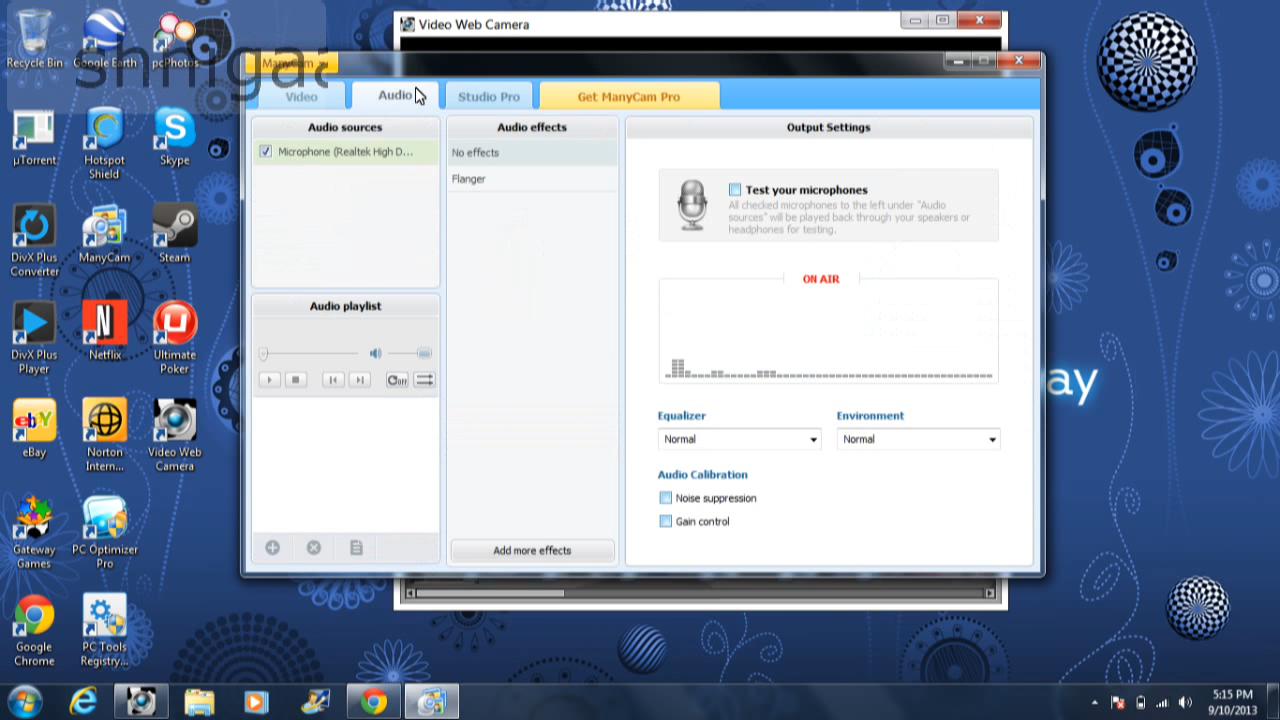 Video Web Camera
ManyCam
shnigaa
Recycle Bin
Google Earth
pcPhotos
µTorrent
Hotspot
Shield
Skype
DivX Plus
Converter
ManyCam
Steam
DivX Plus
Player
Netflix
Ultimate
Poker
eBay
Norton
Intern...
Video Web
Camera
Gateway
Games
PC Optimizer
Pro
Google
Chrome
PC Tools
Registry...
Video
Audio
Studio Pro
Get ManyCam Pro
Audio sources
Microphone (Realtek High D...
Audio playlist
OFF
Audio effects
No effects
Flanger
Add more effects
Output Settings
Test your microphones
All checked microphones to the left under "Audio
sources" will be played back through your speakers or
headphones for testing.
ON AIR
Equalizer
Environment
Normal
Normal
Audio Calibration
Noise suppression
Gain control
ay
5:15 PM
9/10/2013